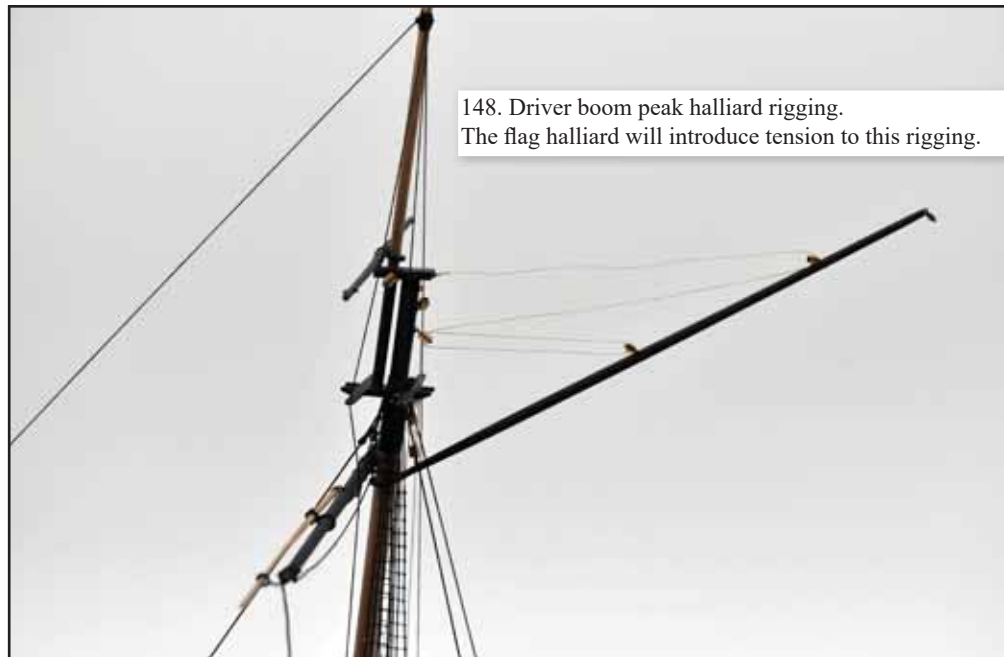 148. Driver boom peak halliard rigging.
The flag halliard will introduce tension to this rigging.